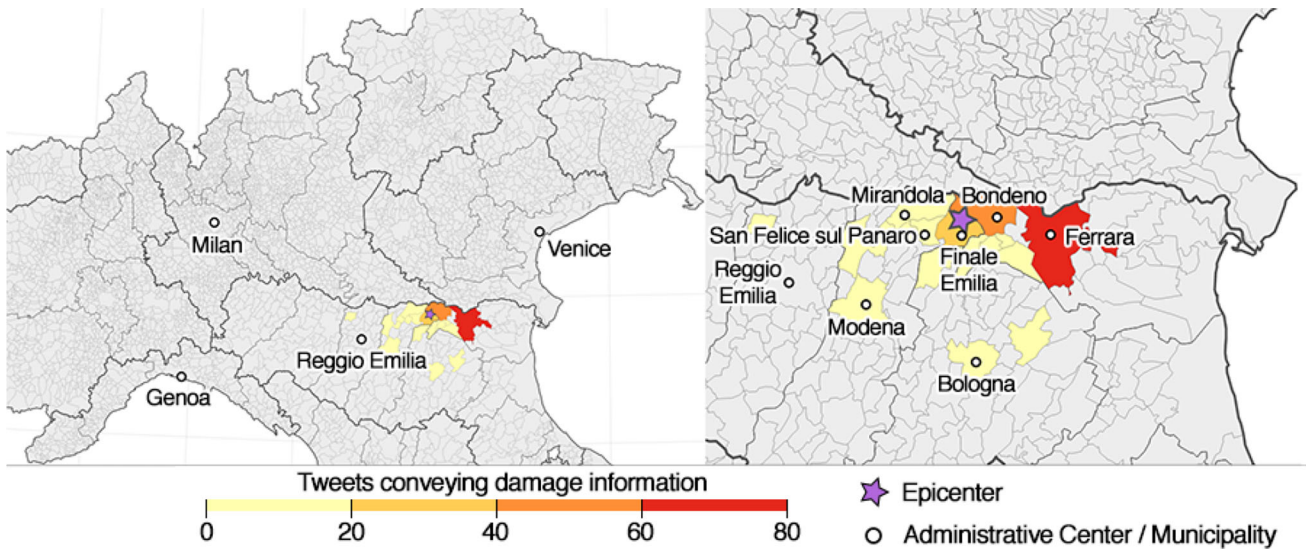 Milan
Venice
Reggio Emilia
Genoa
Mirandola
Bondeno
San Felice sul Panaro
Ferrara
Finale
Emilia
Reggio
Emilia
Modena
Bologna
Tweets conveying damage information
0 20 40 60 80
Epicenter
Administrative Center / Municipality